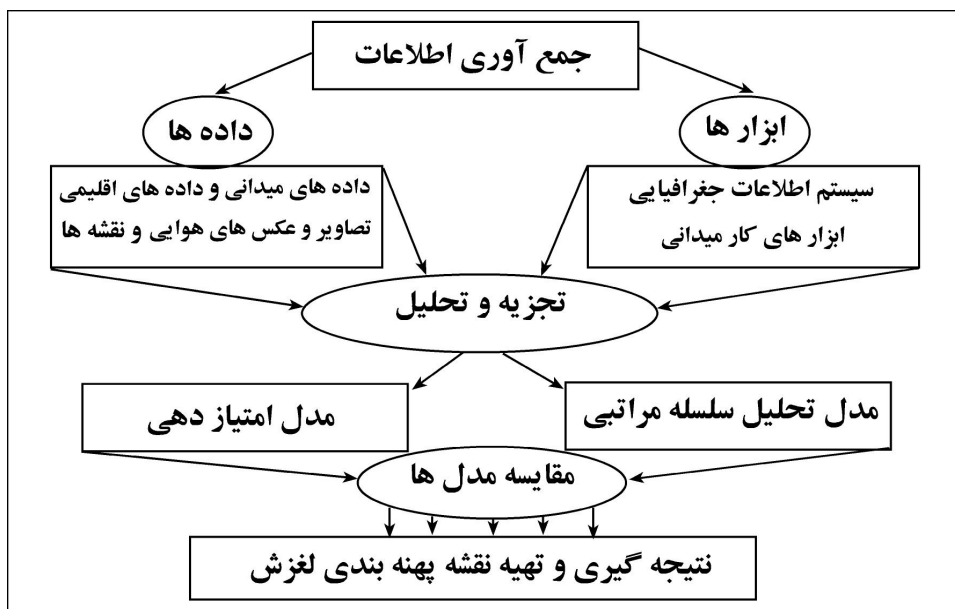 جمع آوری اطلاعات
ابزار ها
داده ها
سیستم اطلاعات جغرافیایی
ابزار های کار میدانی
داده های میدانی و داده های اقلیمی
تصاویر و عکس های هوایی و نقشه ها
تجزیه و تحلیل
مدل تحلیل سلسله مراتبی
مدل امتیاز دهی
مقایسه مدل ها
نتیجه گیری و تهیه نقشه پهنه بندی لغزش